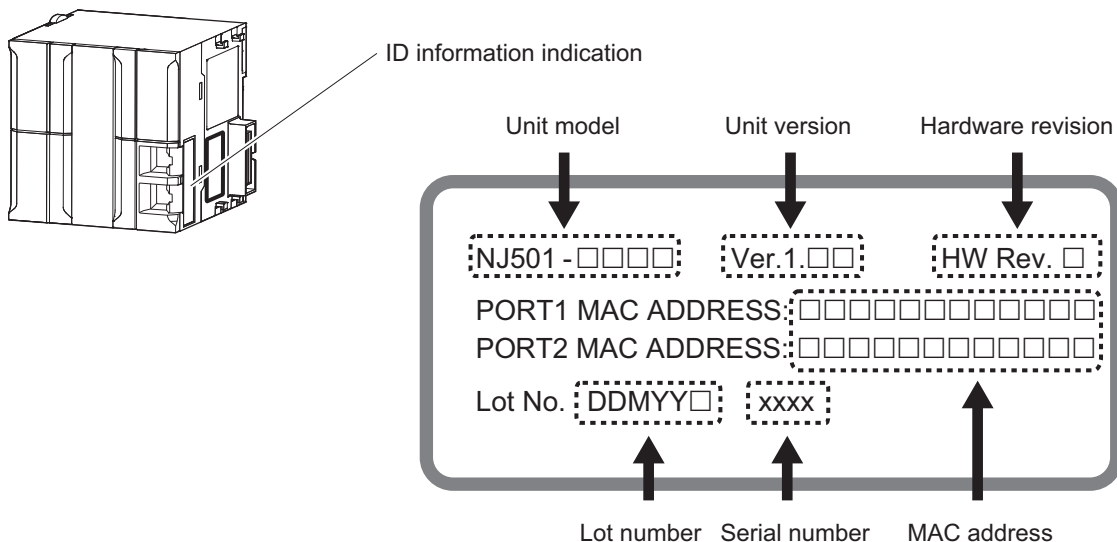 ID information indication
Unit model Unit version Hardware revision
NJ501-□□□□ Ver.1.□□ HW Rev. □
PORT1 MAC ADDRESS: □□□□□□□□□□□□
PORT2 MAC ADDRESS: □□□□□□□□□□□□
Lot No. DDMYY□ xxxx
Lot number Serial number MAC address